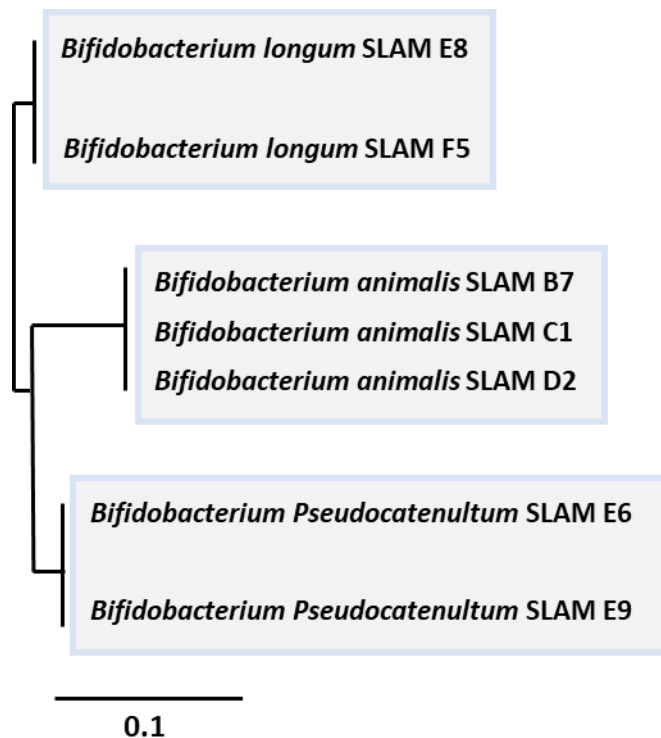 Bifidobacterium longum SLAM E8
Bifidobacterium longum SLAM F5
Bifidobacterium animalis SLAM B7
Bifidobacterium animalis SLAM C1
Bifidobacterium animalis SLAM D2
Bifidobacterium Pseudocatenultum SLAM E6
Bifidobacterium Pseudocatenultum SLAM E9
0.1